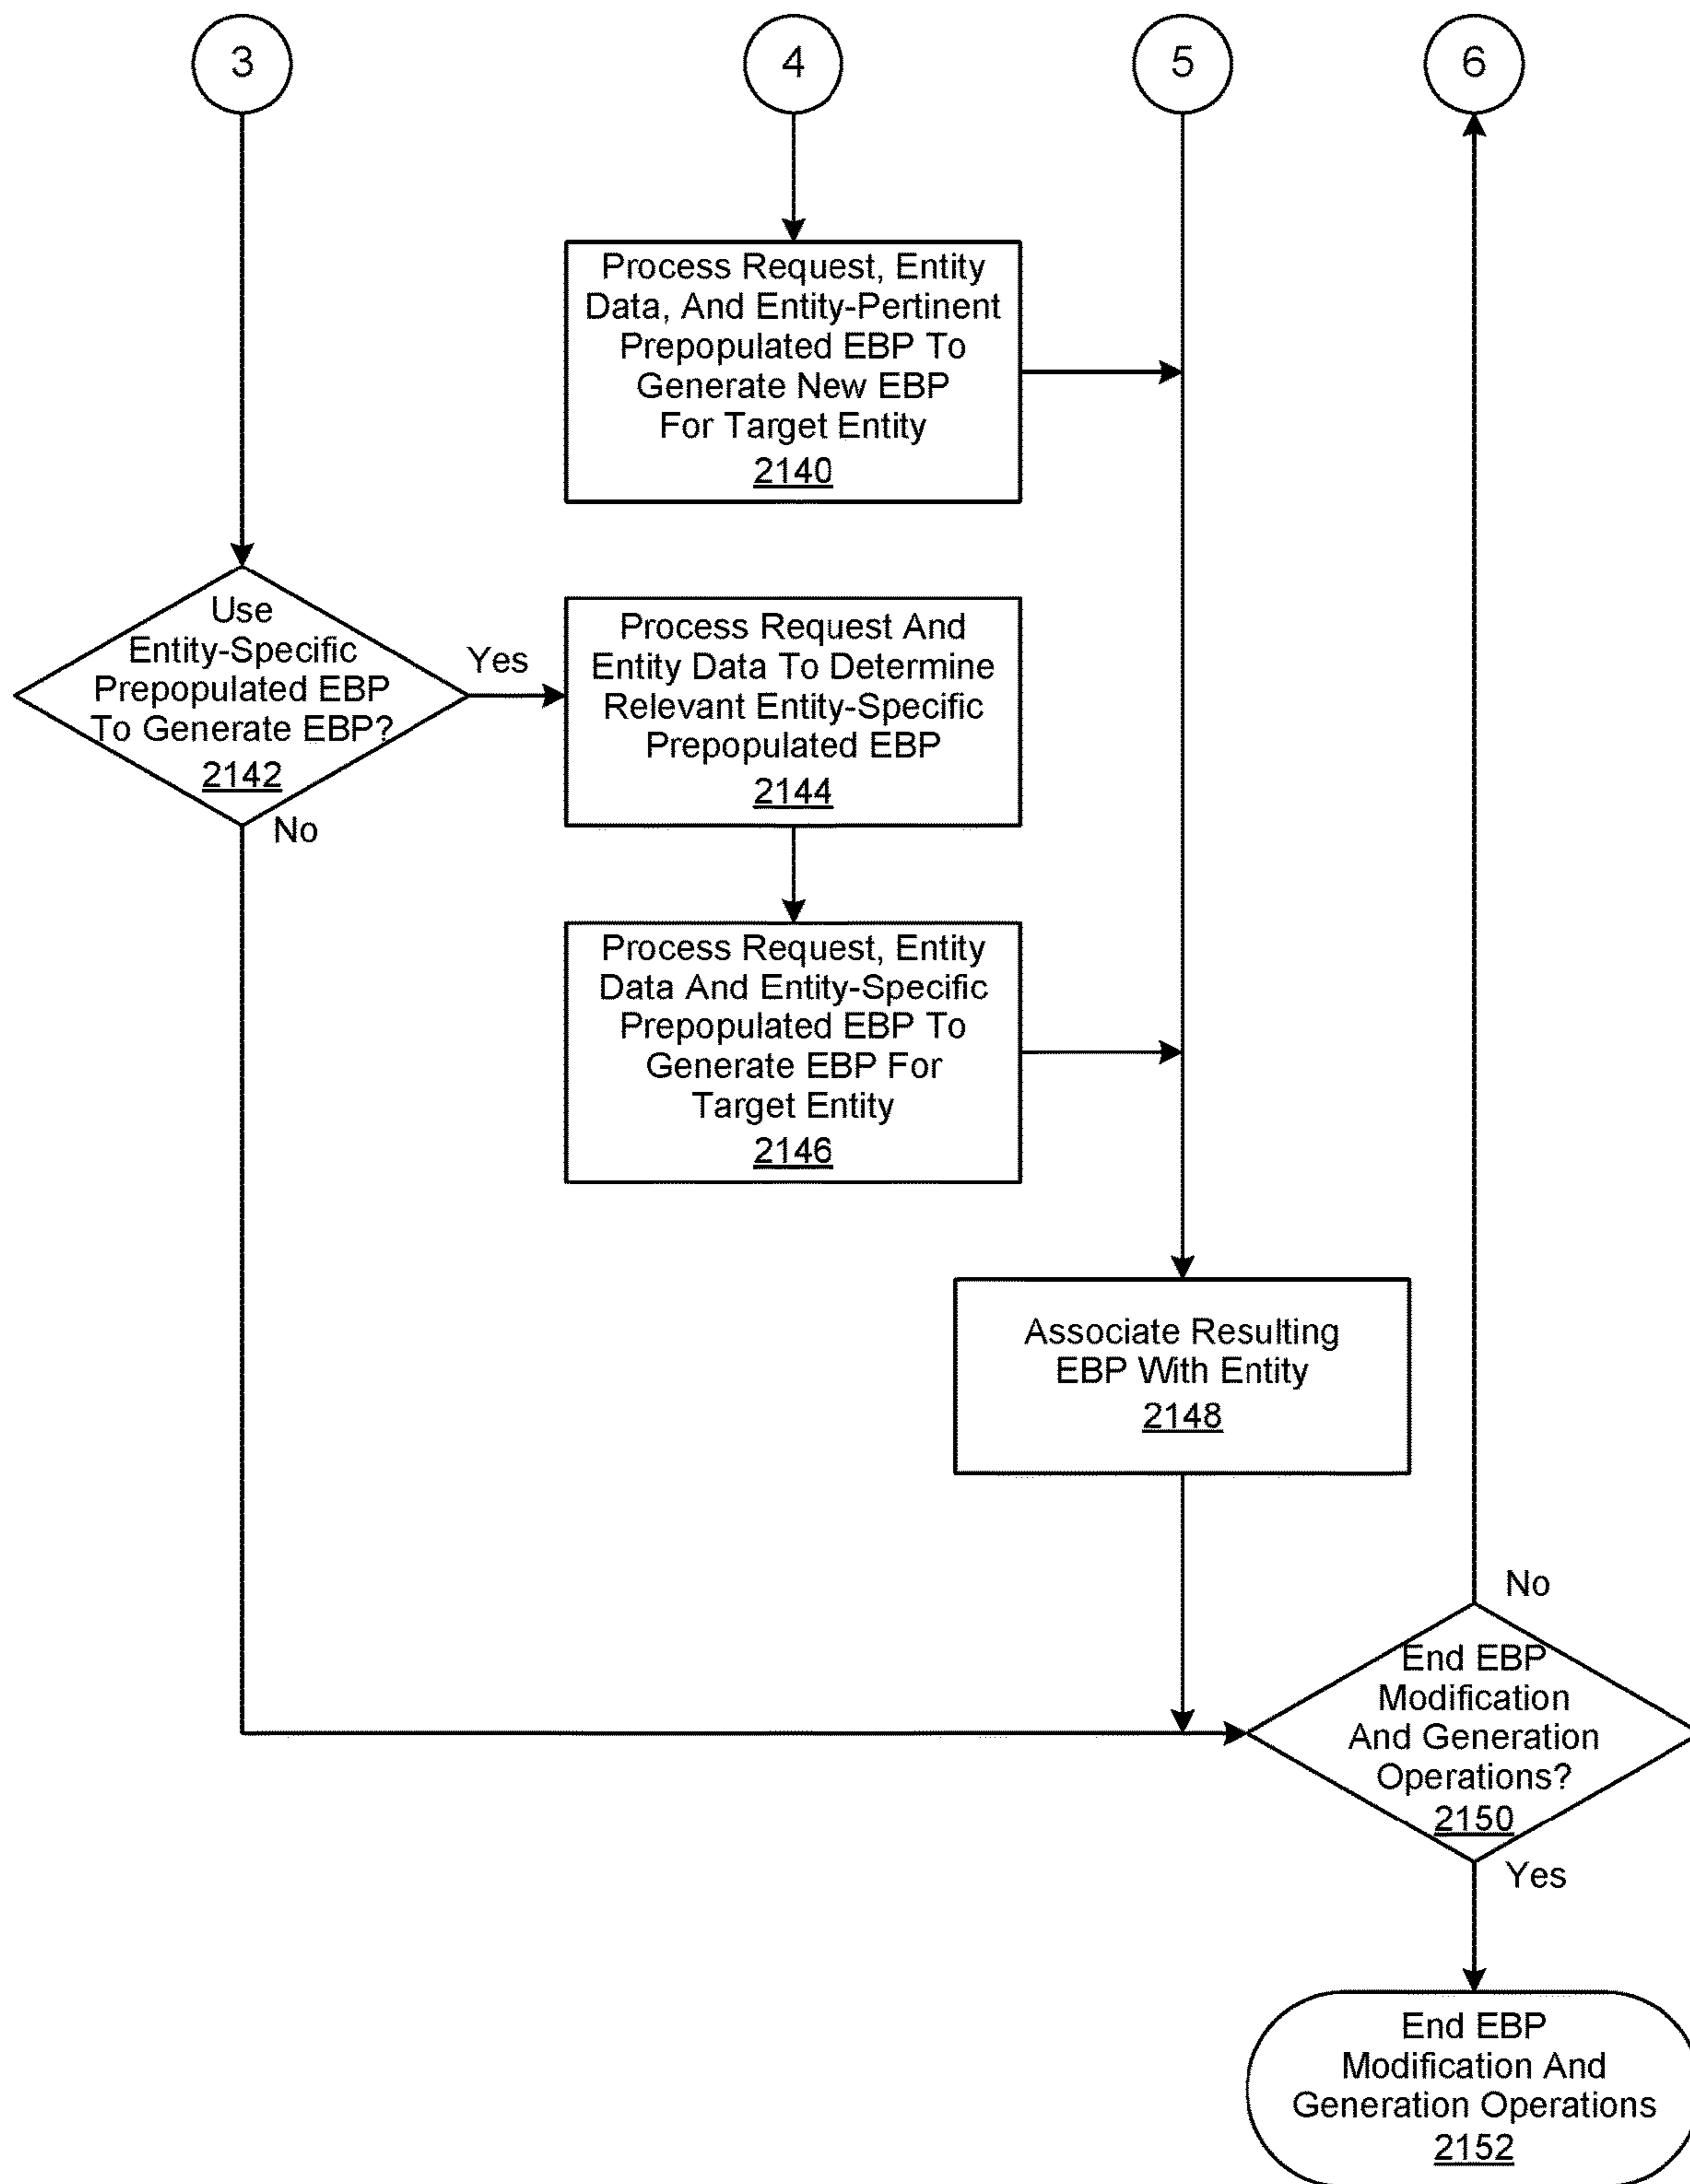 3
4
5
6
Process Request, Entity
Data, And Entity-Pertinent
Prepopulated EBP To
Generate New EBP
For Target Entity
2140
Use
Entity-Specific
Prepopulated EBP
To Generate EBP?
2142
Yes
No
Process Request And
Entity Data To Determine
Relevant Entity-Specific
Prepopulated EBP
2144
Process Request, Entity
Data And Entity-Specific
Prepopulated EBP To
Generate EBP For
Target Entity
2146
Associate Resulting
EBP With Entity
2148
No
End EBP
Modification
And Generation
Operations?
2150
Yes
End EBP
Modification And
Generation Operations
2152